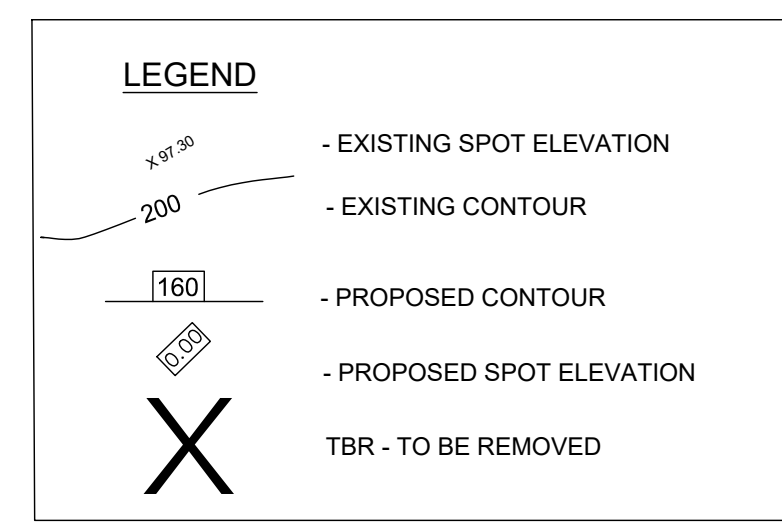 LEGEND
X 97.30 - EXISTING SPOT ELEVATION
200 - EXISTING CONTOUR
160 - PROPOSED CONTOUR
0.00 - PROPOSED SPOT ELEVATION
X TBR - TO BE REMOVED